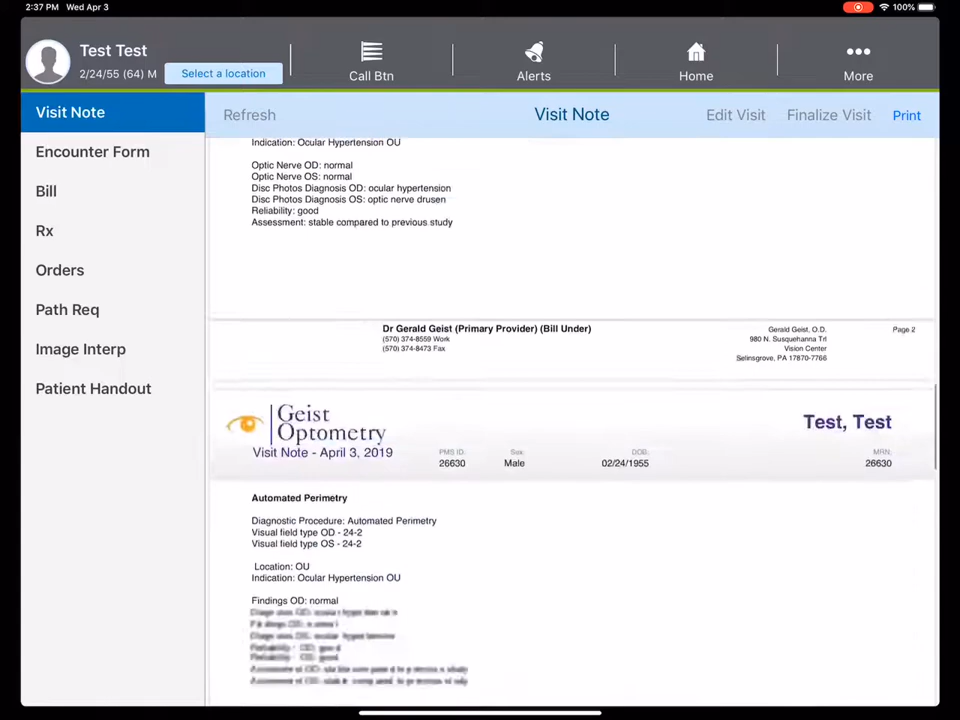 2:37 PM Wed Apr 3
100%
Test Test
2/24/55 (64) M
Select a location
Call Btn
Alerts
Home
More
Visit Note
Encounter Form
Bill
Rx
Orders
Path Req
Image Interp
Patient Handout
Refresh
Visit Note
Edit Visit
Finalize Visit
Print
Indication: Ocular Hypertension OU
Optic Nerve OD: normal
Optic Nerve OS: normal
Disc Photos Diagnosis OD: ocular hypertension
Disc Photos Diagnosis OS: optic nerve drusen
Reliability: good
Assessment: stable compared to previous study
Dr Gerald Geist (Primary Provider) (Bill Under)
(570) 374-8559 Work
(570) 374-8473 Fax
Gerald Geist, O.D.
980 N. Susquehanna Trl
Vision Center
Selinsgrove, PA 17870-7766
Page 2
Geist
Optometry
Visit Note - April 3, 2019
Test, Test
PMS ID:
26630
Sex:
Male
DOB:
02/24/1955
MRN:
26630
Automated Perimetry
Diagnostic Procedure: Automated Perimetry
Visual field type OD - 24-2
Visual field type OS - 24-2
Location: OU
Indication: Ocular Hypertension OU
Findings OD: normal